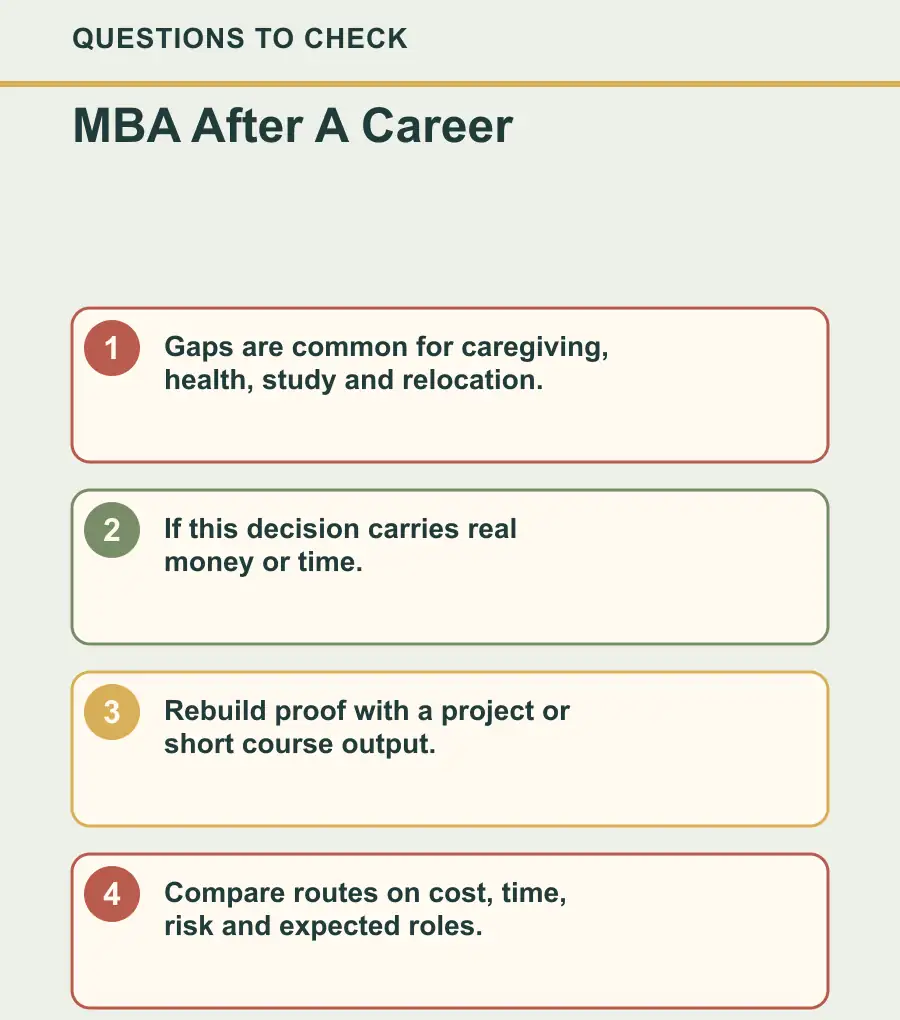 QUESTIONS TO CHECK
MBA After A Career
1
Gaps are common for caregiving,
health, study and relocation.
2
If this decision carries real
money or time.
3
Rebuild proof with a project or
short course output.
4
Compare routes on cost, time,
risk and expected roles.